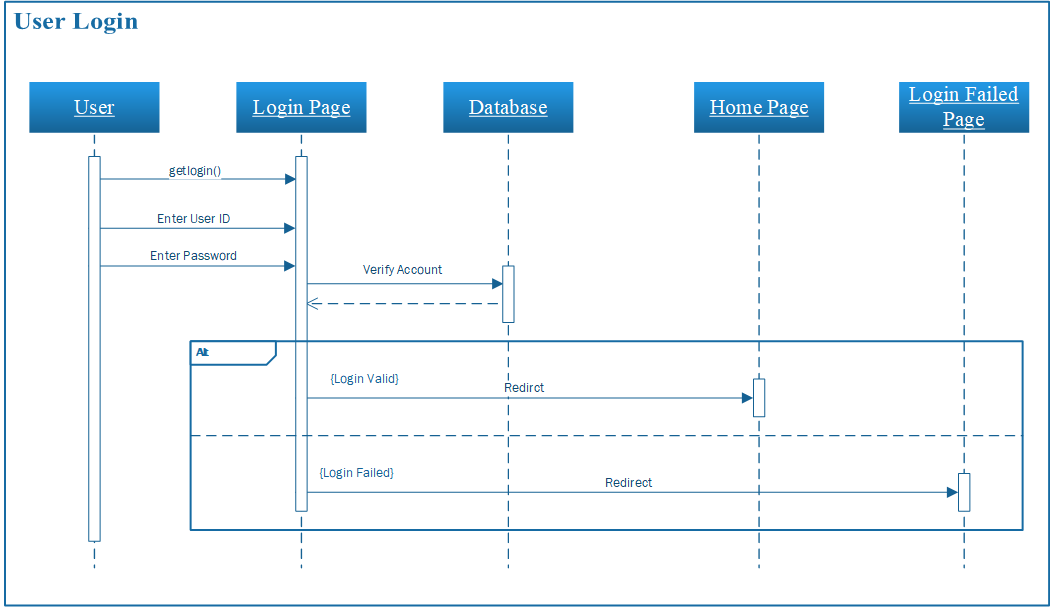 User Login
User
Login Page
Database
Home Page
Login Failed
Page
getlogin()
Enter User ID
Enter Password
Verify Account
Alt
{Login Valid}
Redirct
{Login Failed}
Redirect